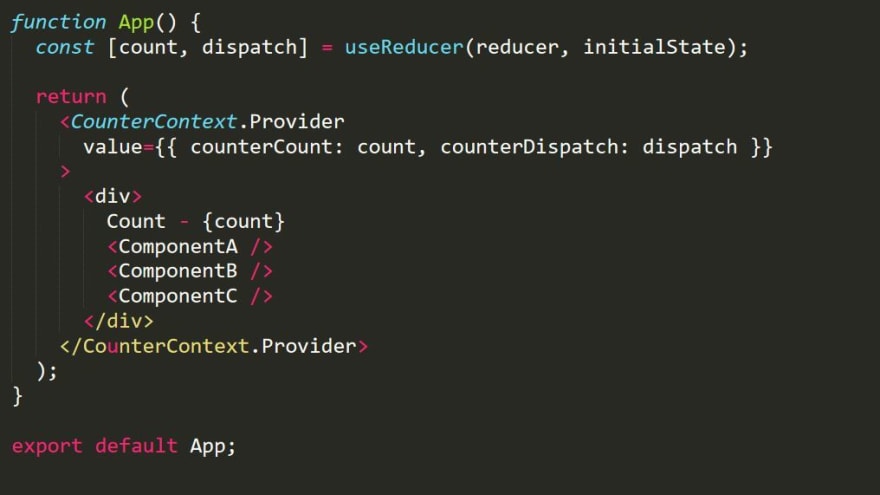 function App() {
  const [count, dispatch] = useReducer(reducer, initialState);

  return (
    <CounterContext.Provider
      value={{ counterCount: count, counterDispatch: dispatch }}
    >
      <div>
        Count - {count}
        <ComponentA />
        <ComponentB />
        <ComponentC />
      </div>
    </CounterContext.Provider>
  );
}

export default App;